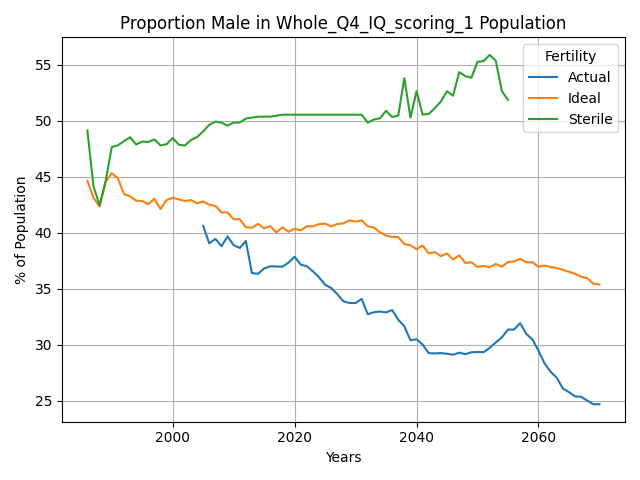 Proportion Male in Whole_Q4_IQ_scoring_1 Population
Fertility
Actual
Ideal
Sterile
% of Population
55
50
45
40
35
30
25
2000
2020
2040
2060
Years